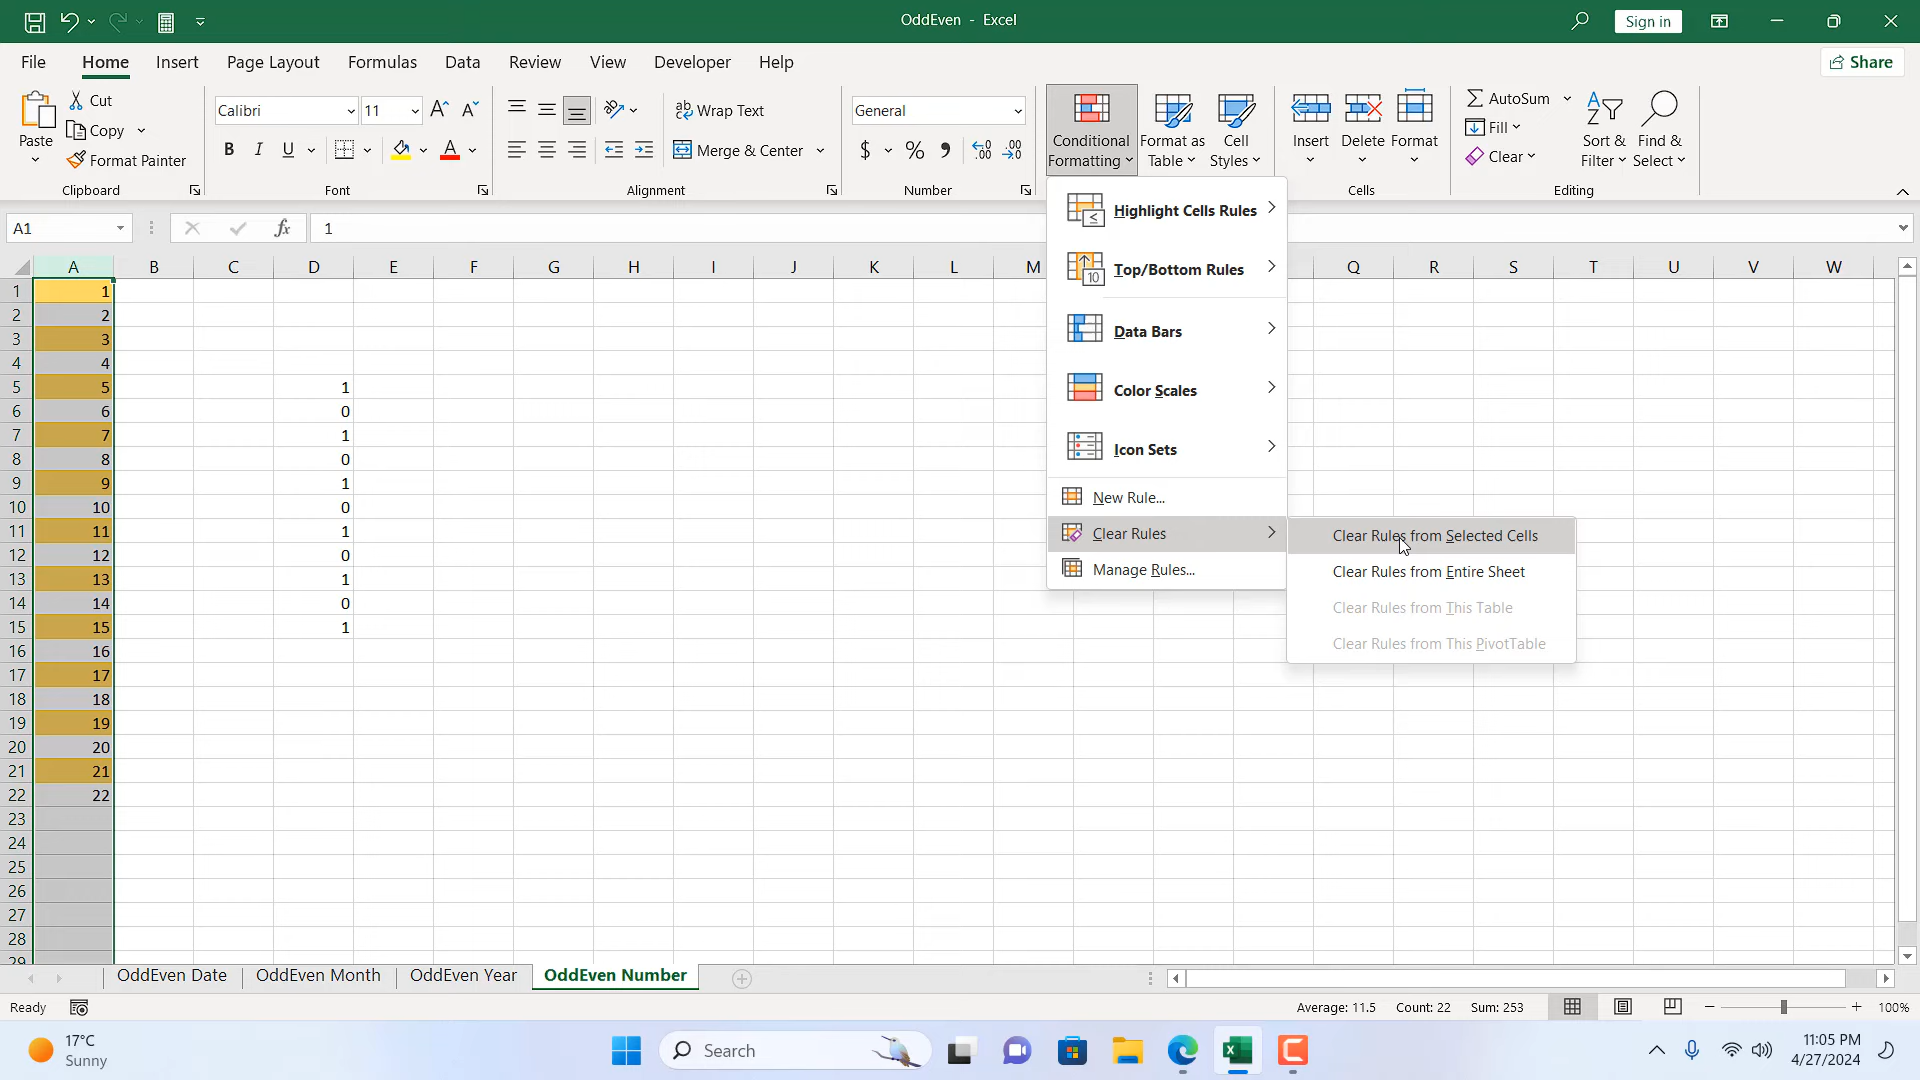 OddEven - Excel
Sign in
File Home Insert Page Layout Formulas Data Review View Developer Help
Share
Paste
Cut
Copy
Format Painter
Clipboard
Calibri 11
B I U
Font
Wrap Text
Merge & Center
Alignment
General
$ % 9 .00 .00
Number
Conditional Formatting
Format as Table
Cell Styles
Insert Delete Format
Cells
AutoSum
Fill
Clear
Sort & Filter
Find & Select
Editing
A1
fx 1
A B C D E F G H I J K L M Q R S T U V W
1 1
2 2
3 3
4 4
5 5 1
6 6 0
7 7 1
8 8 0
9 9 1
10 10 0
11 11 1
12 12 0
13 13 1
14 14 0
15 15 1
16 16
17 17
18 18
19 19
20 20
21 21
22 22
23
24
25
26
27
28
29
Highlight Cells Rules
Top/Bottom Rules
10
Data Bars
Color Scales
Icon Sets
New Rule...
Clear Rules
Manage Rules...
Clear Rules from Selected Cells
Clear Rules from Entire Sheet
Clear Rules from This Table
Clear Rules from This PivotTable
OddEven Date OddEven Month OddEven Year OddEven Number
Ready
Average: 11.5 Count: 22 Sum: 253
100%
17°C
Sunny
Search
11:05 PM
4/27/2024